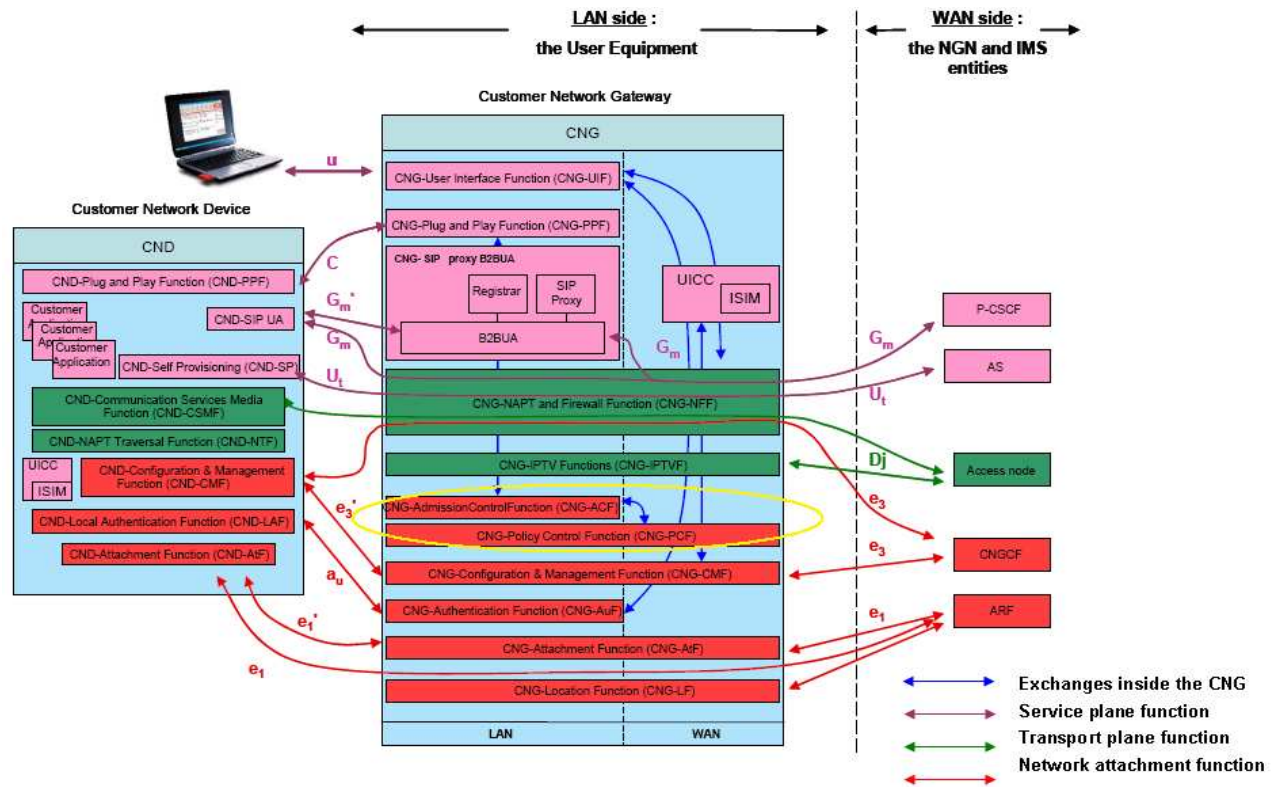 LAN side :
the User Equipment
WAN side :
the NGN and IMS
entities
Customer Network Gateway
CNG
u
CNG-User Interface Function (CNG-UIF)
Customer Network Device
CND
CNG-Plug and Play Function (CNG-PPF)
C
CND-Plug and Play Function (CND-PPF)
CNG- SIP proxy B2BUA
Registrar
SIP
Proxy
B2BUA
UICC
ISIM
Gm'
Gm
Gm
Gm
Customer
Application
Customer
Application
Customer
Application
CND-SIP UA
CND-Self Provisioning (CND-SP)
Ut
Ut
P-CSCF
AS
CND-Communication Services Media
Function (CND-CSMF)
CNG-NAPT and Firewall Function (CNG-NFF)
CND-NAPT Traversal Function (CND-NTF)
CNG-IPTV Functions (CNG-IPTVF)
Dj
Access node
UICC
ISIM
CND-Configuration & Management
Function (CND-CMF)
e3'
e3
CNG-AdmissionControlFunction (CNG-ACF)
CND-Local Authentication Function (CND-LAF)
CNG-Policy Control Function (CNG-PCF)
e3
CNGCF
CND-Attachment Function (CND-AtF)
au
CNG-Configuration & Management Function (CNG-CMF)
CNG-Authentication Function (CNG-AuF)
e1
ARF
e1'
CNG-Attachment Function (CNG-AtF)
e1
CNG-Location Function (CNG-LF)
LAN
WAN
Exchanges inside the CNG
Service plane function
Transport plane function
Network attachment function